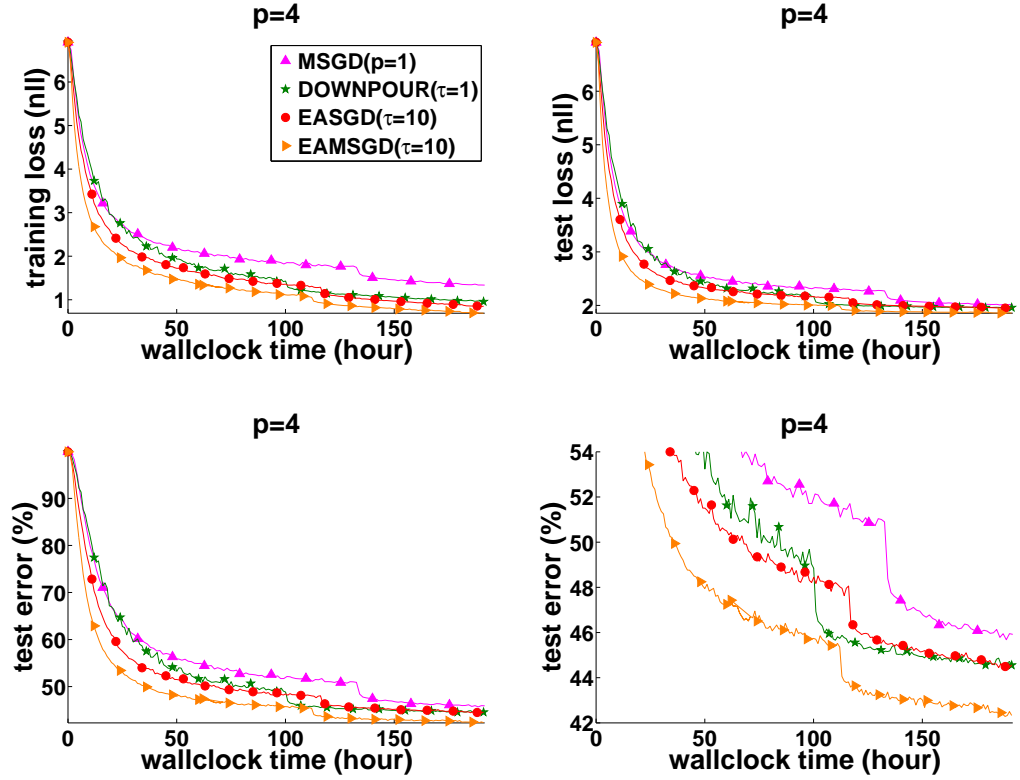 p=4
training loss (nll)
6
5
4
3
2
1
0 50 100 150
wallclock time (hour)
MSGD(p=1)
DOWNPOUR(τ=1)
EASGD(τ=10)
EAMSGD(τ=10)
p=4
test loss (nll)
6
5
4
3
2
0 50 100 150
wallclock time (hour)
p=4
test error (%)
90
80
70
60
50
0 50 100 150
wallclock time (hour)
p=4
test error (%)
54
52
50
48
46
44
42
0 50 100 150
wallclock time (hour)